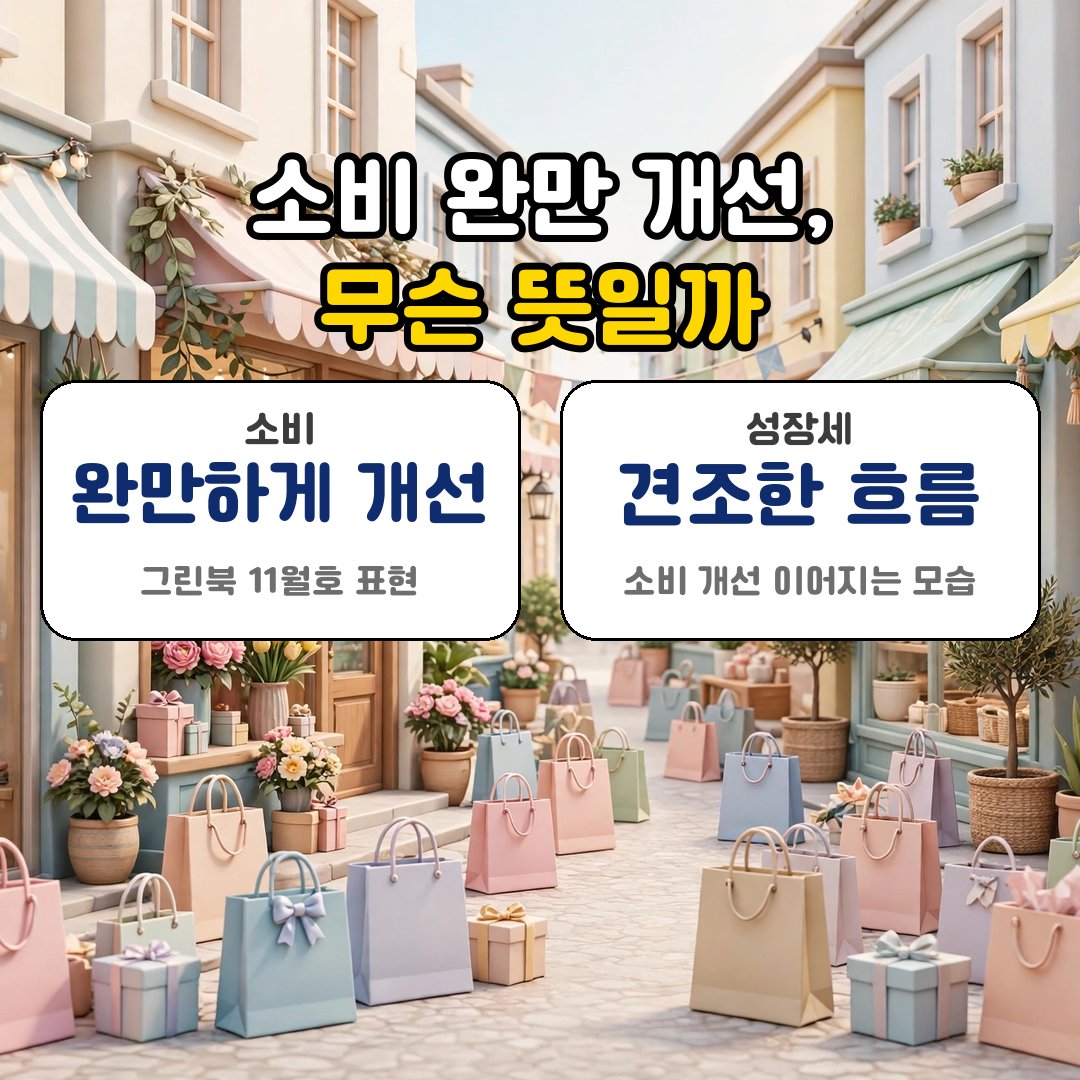 소비 완만 개선,
무슨 뜻일까
소비
완만하게 개선
그린북 11월호 표현
성장세
견조한 흐름
소비 개선 이어지는 모습